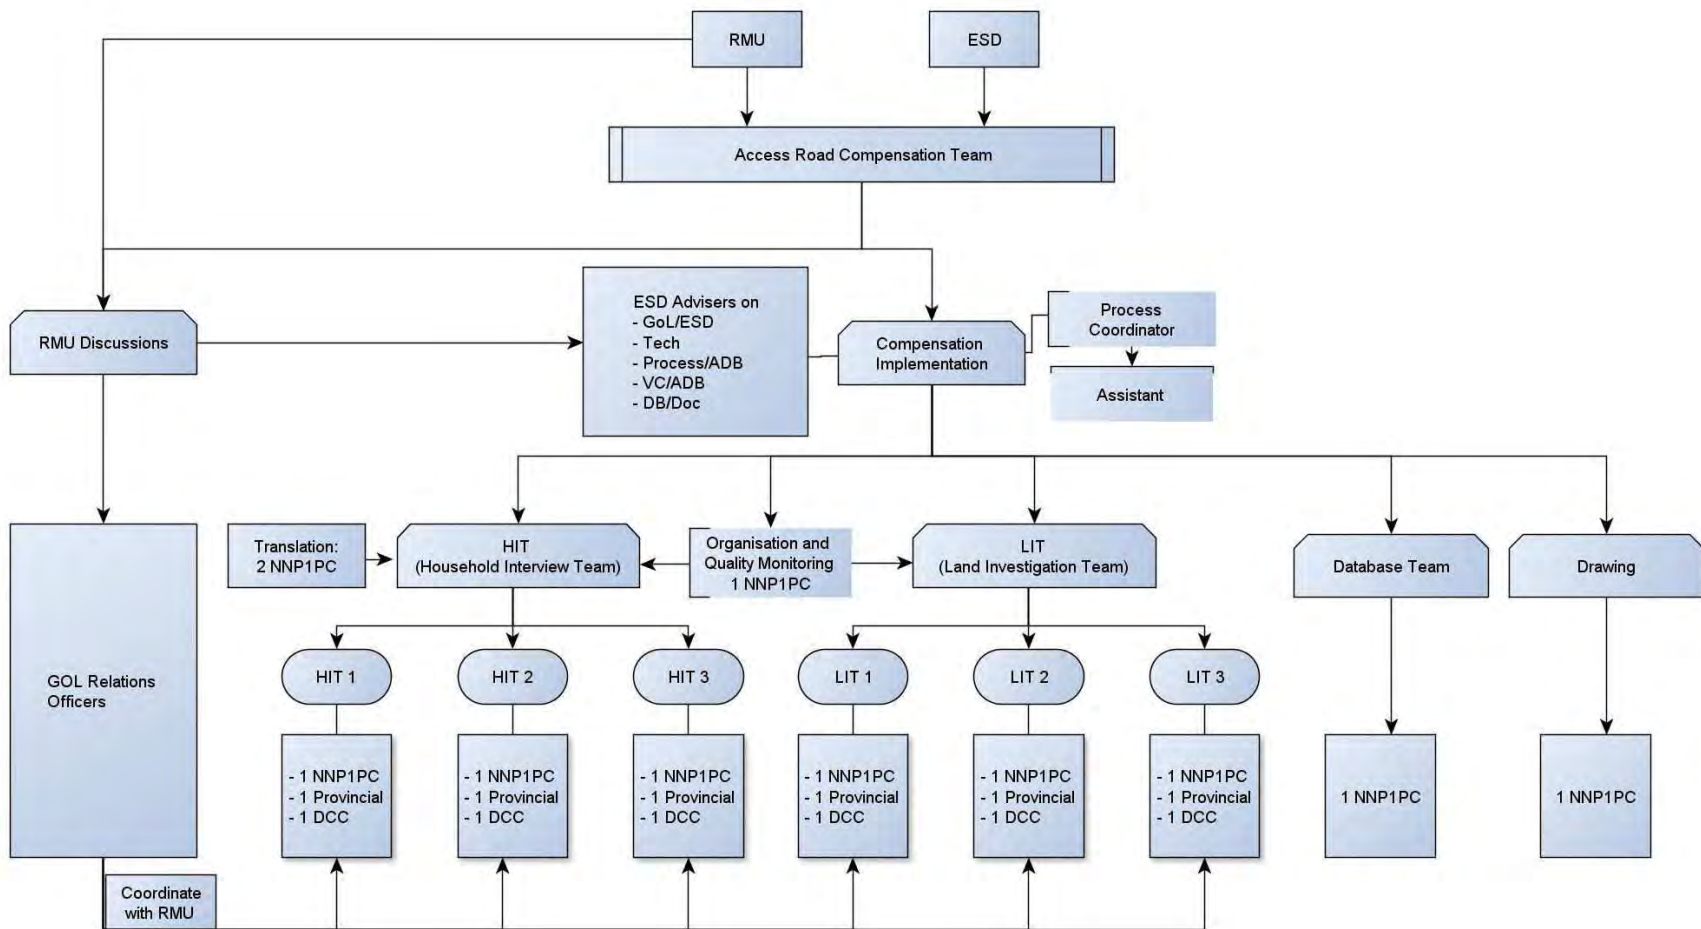 RMU
ESD
Access Road Compensation Team
ESD Advisers on
- GoL/ESD
- Tech
- Process/ADB
- VC/ADB
- DB/Doc
RMU Discussions
Compensation
Implementation
Process
Coordinator
Assistant
Translation:
2 NNP1PC
HIT
(Household Interview Team)
Organisation and
Quality Monitoring
1 NNP1PC
LIT
(Land Investigation Team)
Database Team
Drawing
GOL Relations
Officers
HIT 1
HIT 2
HIT 3
LIT 1
LIT 2
LIT 3
- 1 NNP1PC
- 1 Provincial
- 1 DCC
- 1 NNP1PC
- 1 Provincial
- 1 DCC
- 1 NNP1PC
- 1 Provincial
- 1 DCC
- 1 NNP1PC
- 1 Provincial
- 1 DCC
- 1 NNP1PC
- 1 Provincial
- 1 DCC
- 1 NNP1PC
- 1 Provincial
- 1 DCC
1 NNP1PC
1 NNP1PC
Coordinate
with RMU